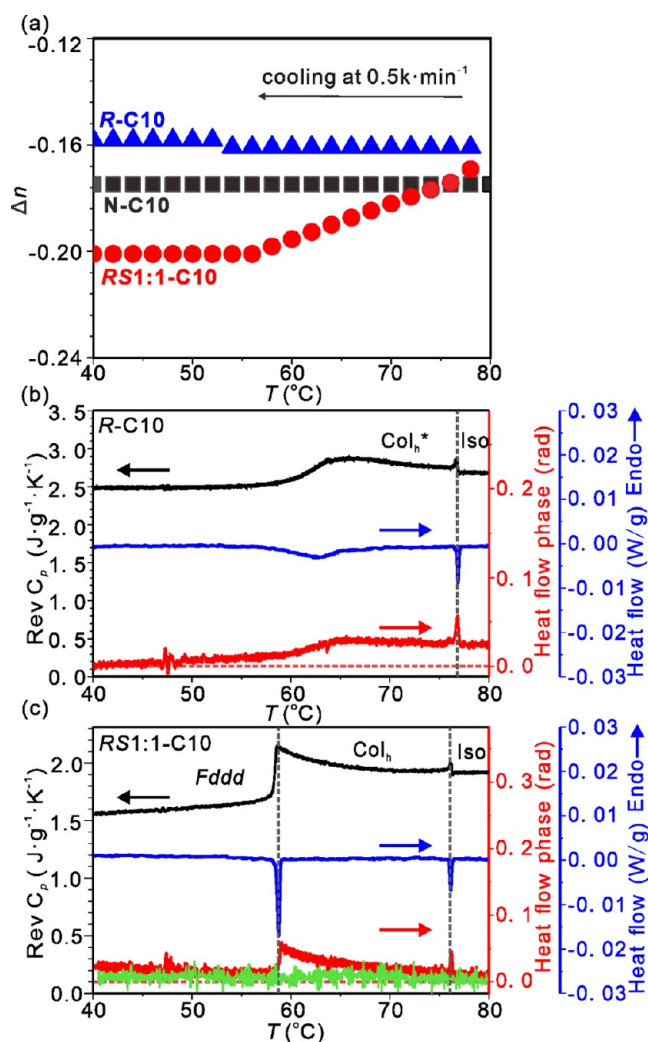 (a)
-0.12
-0.16
-0.20
-0.24
Δn
cooling at 0.5k·min⁻¹
R-C10
N-C10
RS1:1-C10
40 50 60 70 80
T (°C)
(b)
R-C10
Colₕ* Iso
3.5
3.0
2.5
2.0
1.5
1.0
0.5
0.0
Rev Cₚ (J·g⁻¹·K⁻¹)
0.2
0.1
0.0
Heat flow phase (rad)
0.03
0.02
0.01
0.00
-0.01
-0.02
-0.03
Heat flow (W/g) Endo→
40 50 60 70 80
(c)
RS1:1-C10
Fddd Colₕ Iso
2.0
1.5
1.0
0.5
0.0
Rev Cₚ (J·g⁻¹·K⁻¹)
0.3
0.2
0.1
0.0
Heat flow phase (rad)
0.03
0.02
0.01
0.00
-0.01
-0.02
-0.03
Heat flow (W/g) Endo→
40 50 60 70 80
T (°C)